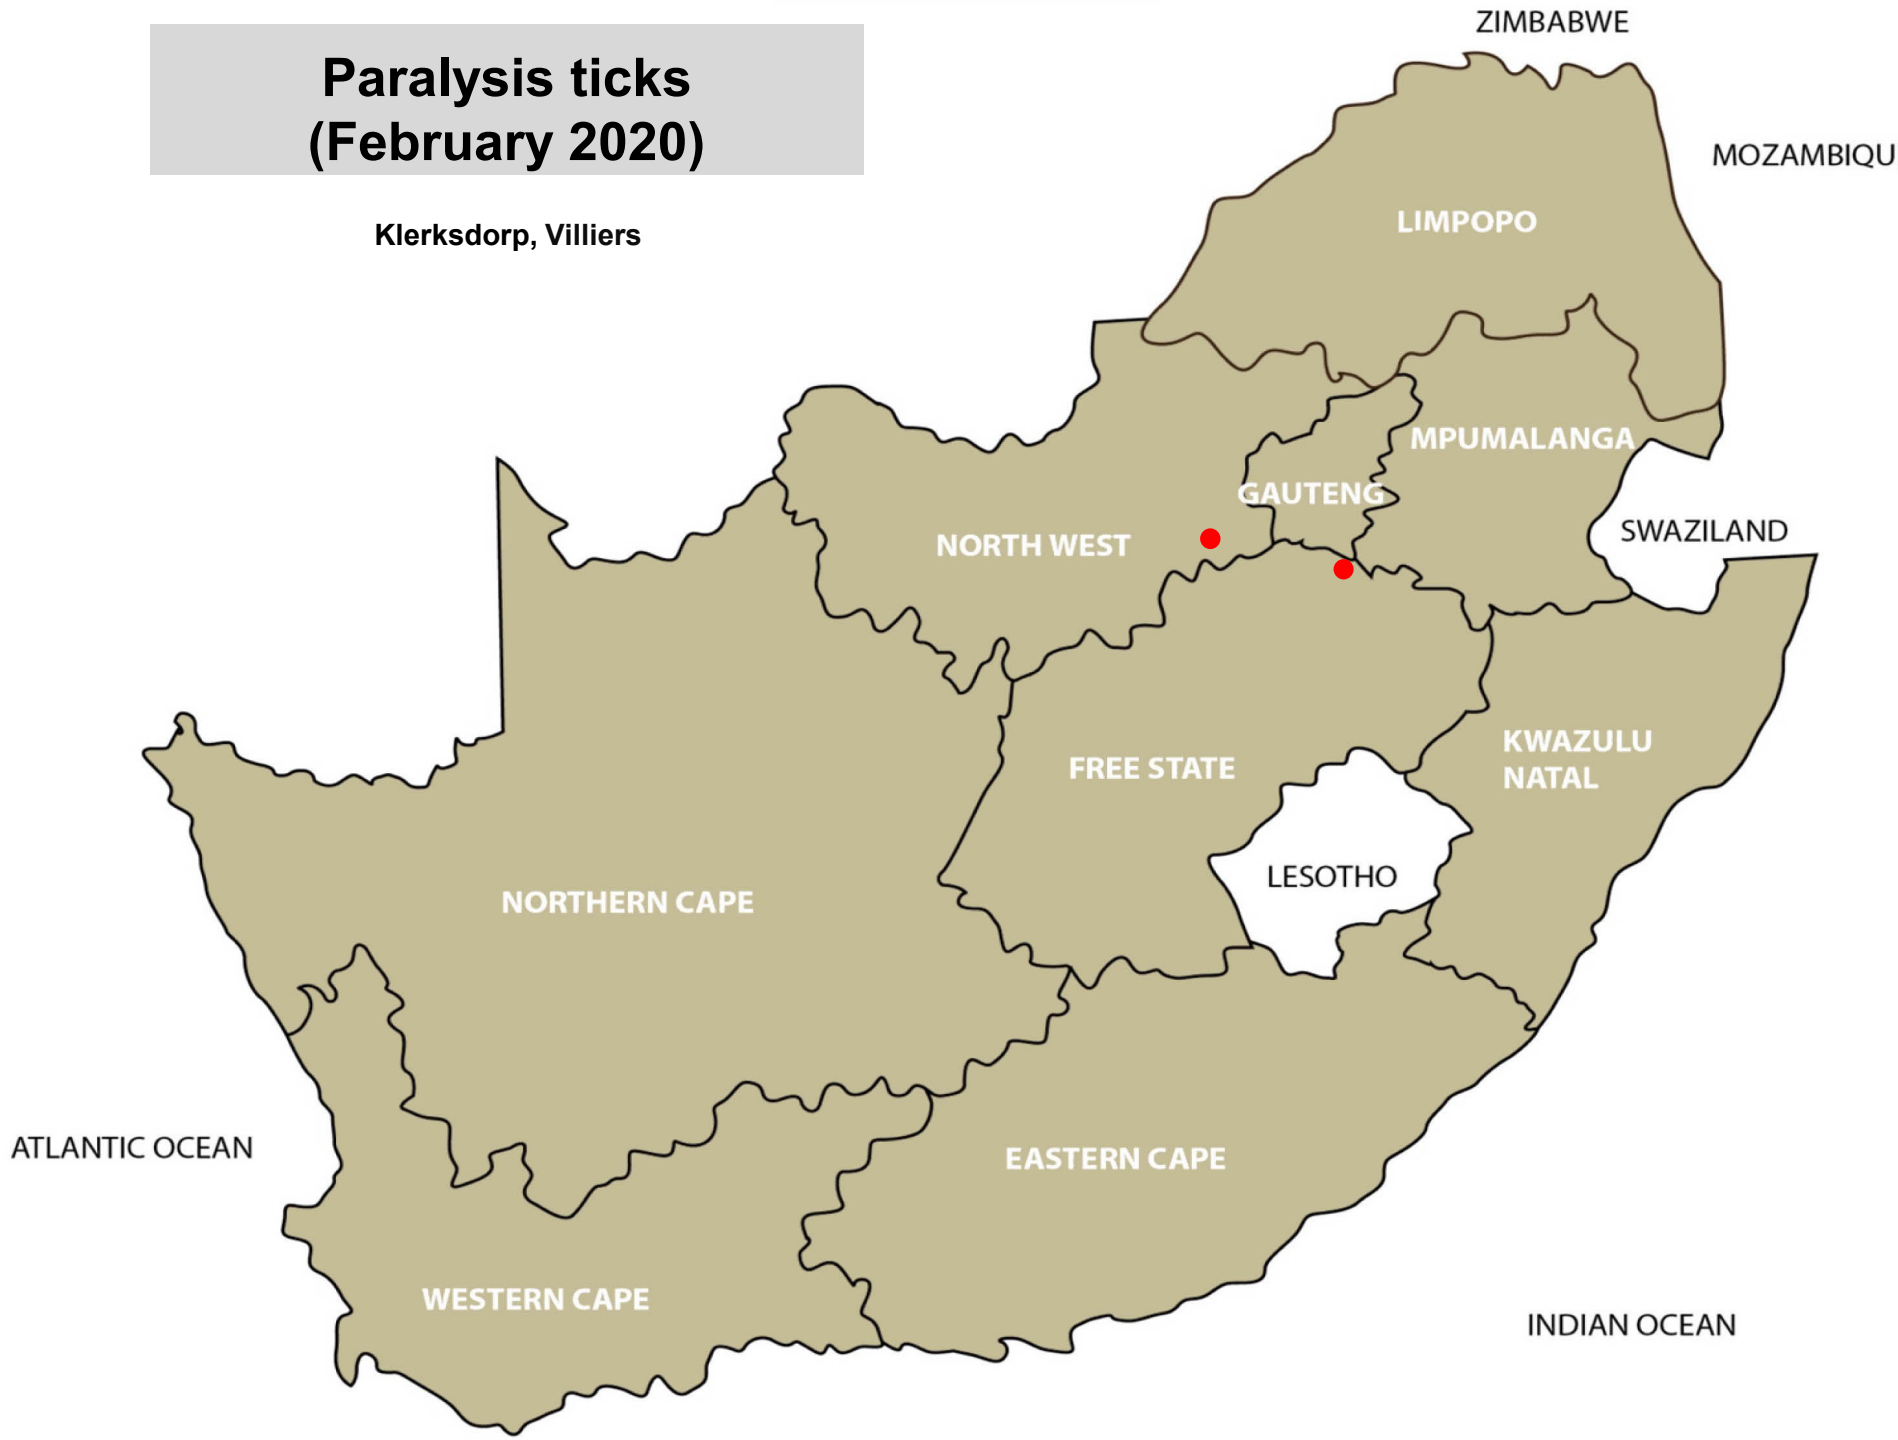 Paralysis ticks
(February 2020)
Klerksdorp, Villiers
ZIMBABWE
MOZAMBIQU
LIMPOPO
MPUMALANGA
GAUTENG
SWAZILAND
NORTH WEST
KWAZULU
NATAL
FREE STATE
LESOTHO
NORTHERN CAPE
ATLANTIC OCEAN
EASTERN CAPE
WESTERN CAPE
INDIAN OCEAN